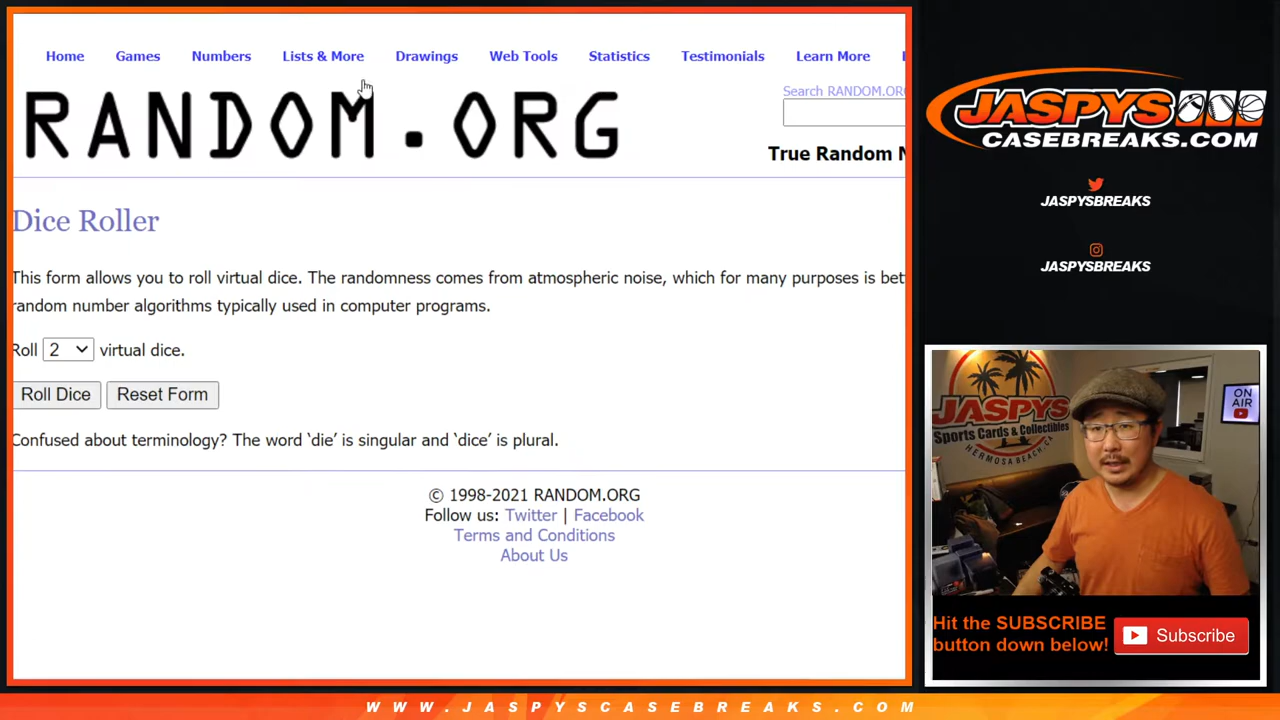 Home Games Numbers Lists & More Drawings Web Tools Statistics Testimonials Learn More
RANDOM.ORG
Search RANDOM.ORG
True Random N
Dice Roller
This form allows you to roll virtual dice. The randomness comes from atmospheric noise, which for many purposes is bet
random number algorithms typically used in computer programs.
Roll 2 virtual dice.
Roll Dice Reset Form
Confused about terminology? The word ‘die’ is singular and ‘dice’ is plural.
© 1998-2021 RANDOM.ORG
Follow us: Twitter | Facebook
Terms and Conditions
About Us
JASPYS
CASEBREAKS.COM
JASPYSBREAKS
JASPYSBREAKS
JASPYS
Sports Cards & Collectibles
HERMOSA BEACH, CA
ON
AIR
Hit the SUBSCRIBE
button down below!
Subscribe
WWW.JASPYSCASEBREAKS.COM